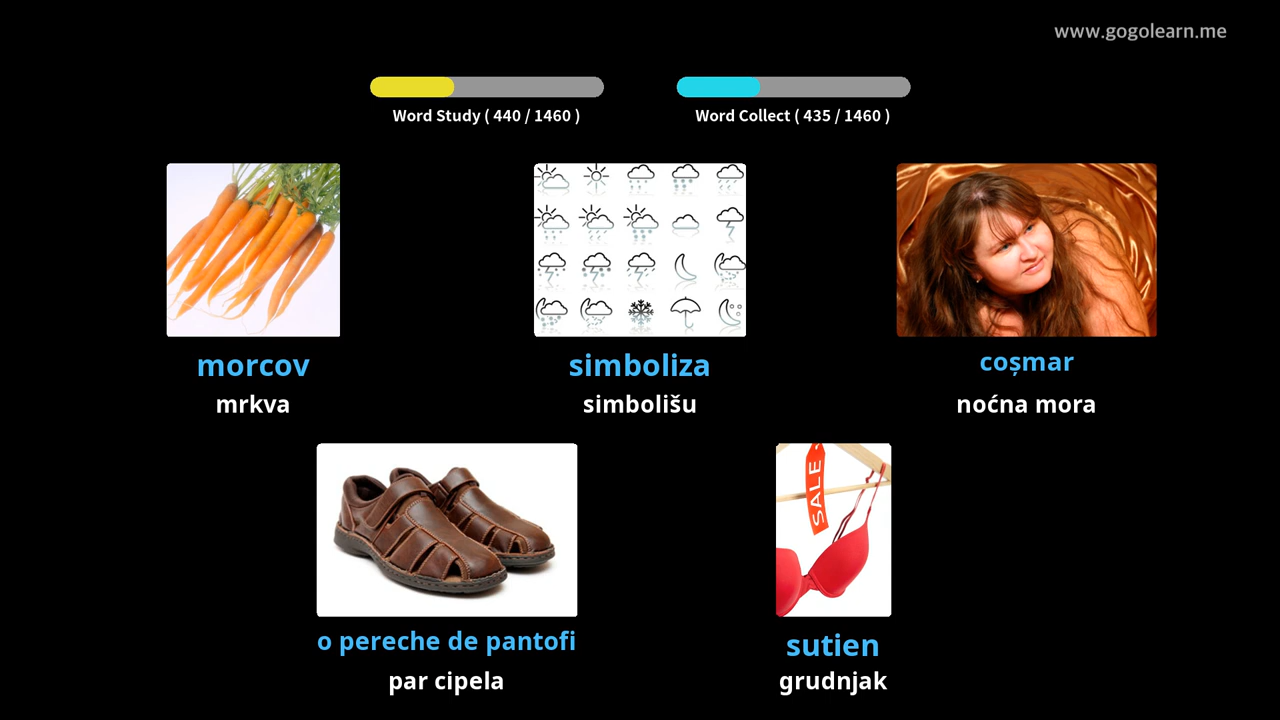 www.gogolearn.me
Word Study ( 440 / 1460 )
Word Collect ( 435 / 1460 )
morcov
mrkva
simboliza
simbolišu
coșmar
noćna mora
SALE
o pereche de pantofi
par cipela
sutien
grudnjak